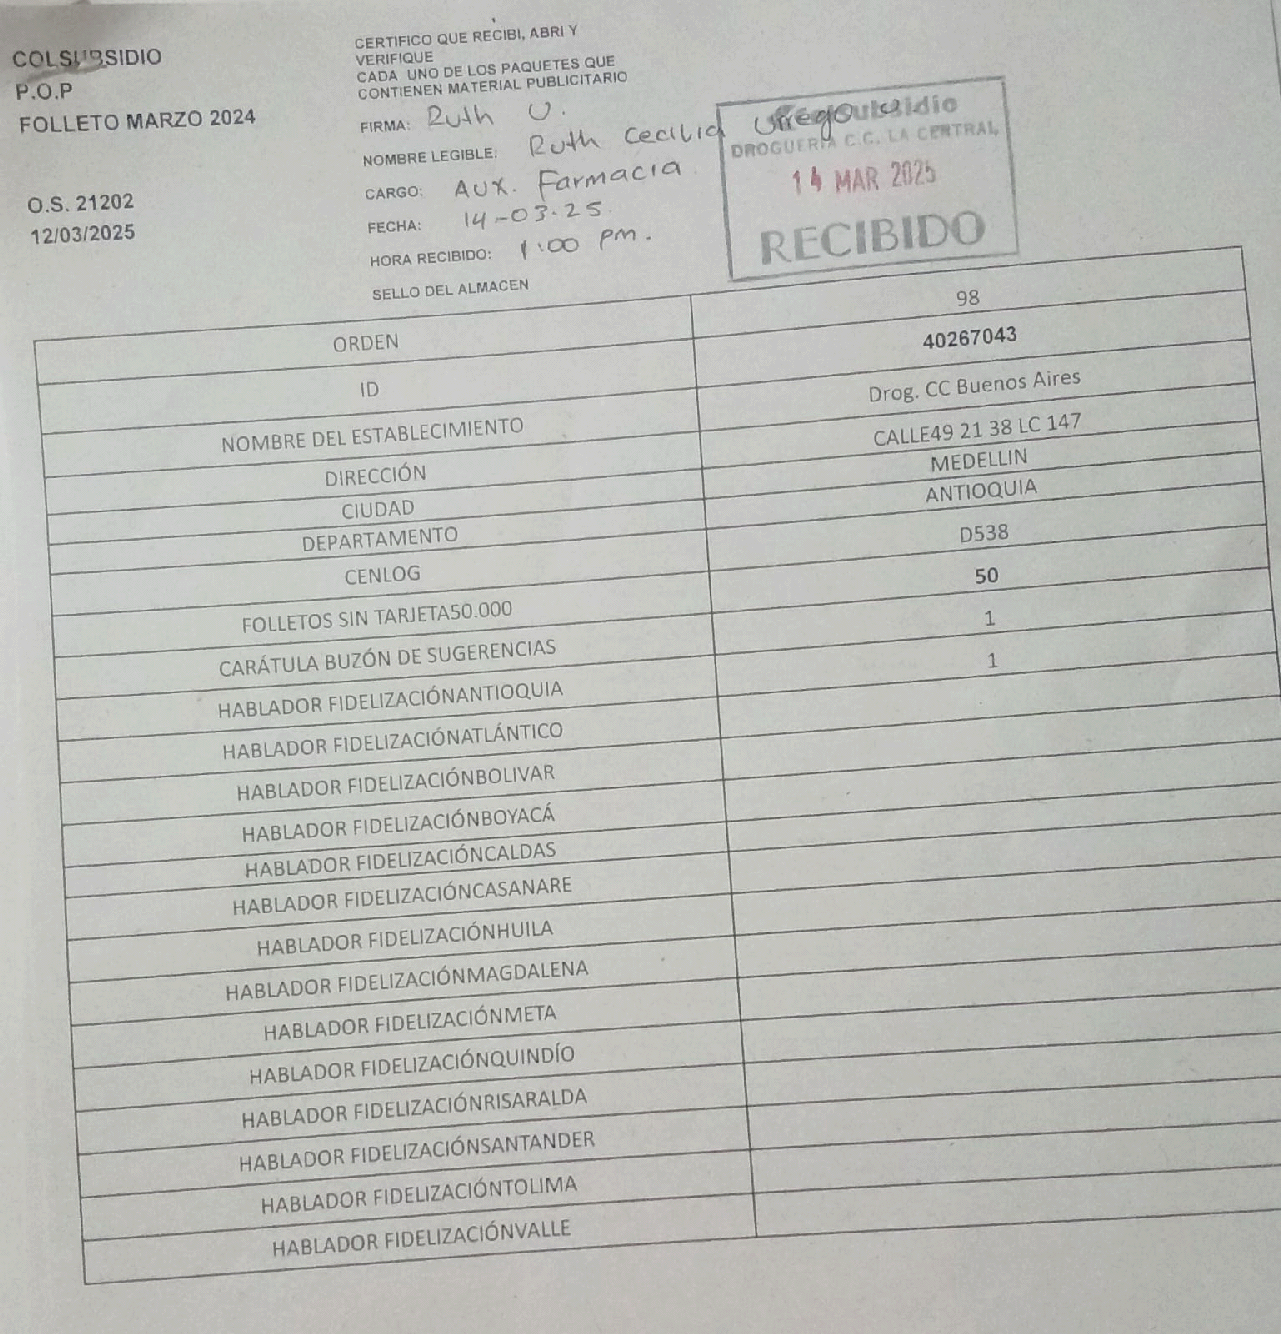 COLSUBSIDIO
P.O.P
FOLLETO MARZO 2024
O.S. 21202
12/03/2025
CERTIFICO QUE RECIBI, ABRI Y
VERIFIQUE
CADA UNO DE LOS PAQUETES QUE
CONTIENEN MATERIAL PUBLICITARIO
FIRMA: Ruth U.
NOMBRE LEGIBLE: Ruth Cecilia Urrego
CARGO: Aux. Farmacia
FECHA: 14-03-25
HORA RECIBIDO: 1:00 pm.
SELLO DEL ALMACEN
DROGUERIA C.C. LA CENTRAL
14 MAR 2025
RECIBIDO
ORDEN 98
ID 40267043
NOMBRE DEL ESTABLECIMIENTO Drog. CC Buenos Aires
DIRECCIÓN CALLE49 21 38 LC 147
CIUDAD MEDELLIN
DEPARTAMENTO ANTIOQUIA
CENLOG D538
FOLLETOS SIN TARJETA50.000 50
CARÁTULA BUZÓN DE SUGERENCIAS 1
HABLADOR FIDELIZACIÓNANTIOQUIA 1
HABLADOR FIDELIZACIÓNATLÁNTICO
HABLADOR FIDELIZACIÓNBOLIVAR
HABLADOR FIDELIZACIÓNBOYACÁ
HABLADOR FIDELIZACIÓNCALDAS
HABLADOR FIDELIZACIÓNCASANARE
HABLADOR FIDELIZACIÓNHUILA
HABLADOR FIDELIZACIÓNMAGDALENA
HABLADOR FIDELIZACIÓNMETA
HABLADOR FIDELIZACIÓNQUINDÍO
HABLADOR FIDELIZACIÓNRISARALDA
HABLADOR FIDELIZACIÓNSANTANDER
HABLADOR FIDELIZACIÓNTOLIMA
HABLADOR FIDELIZACIÓNVALLE